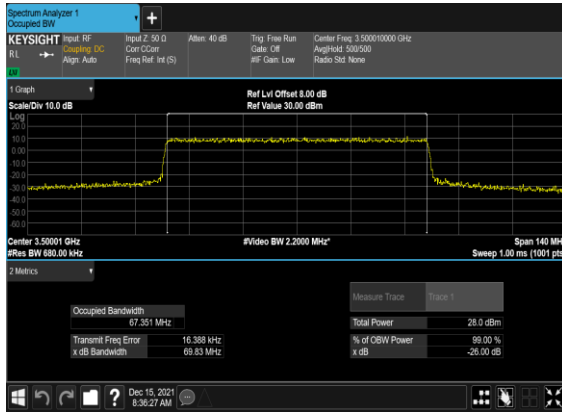 Spectrum Analyzer 1
Occupied BW
KEYSIGHT
RL
LXI
Input: RF
Coupling: DC
Align: Auto
Input Z: 50 Ω
Corr CCorr
Freq Ref: Int (S)
Atten: 40 dB
Trig: Free Run
Gate: Off
#IF Gain: Low
Center Freq: 3.500010000 GHz
Avg|Hold: 500/500
Radio Std: None
1 Graph
Scale/Div 10.0 dB
Ref Lvl Offset 8.00 dB
Ref Value 30.00 dBm
Log
20.0
10.0
0.00
-10.0
-20.0
-30.0
-40.0
-50.0
-60.0
Center 3.50001 GHz
#Video BW 2.2000 MHz*
Span 140 MH
#Res BW 680.00 kHz
Sweep 1.00 ms (1001 pts
2 Metrics
Measure Trace Trace 1
Occupied Bandwidth
67.351 MHz
Total Power 28.0 dBm
Transmit Freq Error 16.388 kHz
% of OBW Power 99.00 %
x dB Bandwidth 69.83 MHz
x dB -26.00 dB
Dec 15, 2021
8:36:27 AM